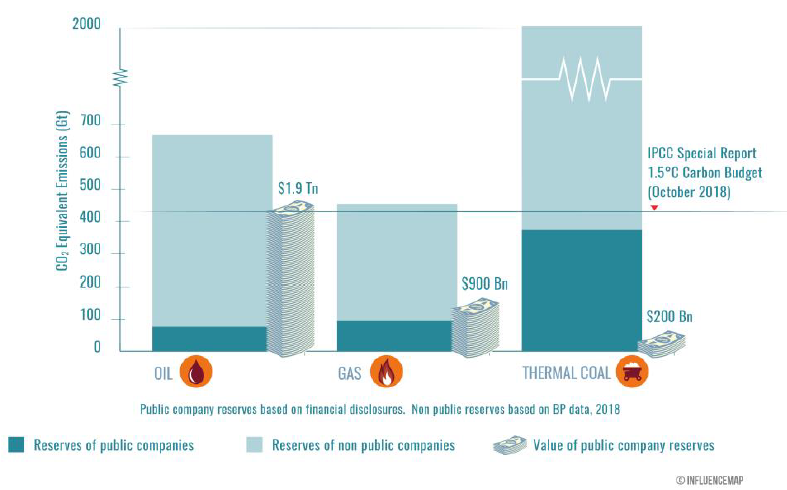 2000
700
600
500
400
300
200
100
0
CO₂ Equivalent Emissions (Gt)
$1.9 Tn
$900 Bn
$200 Bn
IPCC Special Report
1.5°C Carbon Budget
(October 2018)
OIL
GAS
THERMAL COAL
Public company reserves based on financial disclosures. Non public reserves based on BP data, 2018
Reserves of public companies
Reserves of non public companies
Value of public company reserves
© INFLUENCEMAP